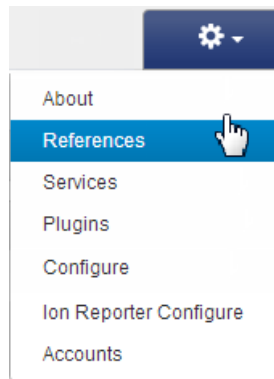 About
References
Services
Plugins
Configure
Ion Reporter Configure
Accounts